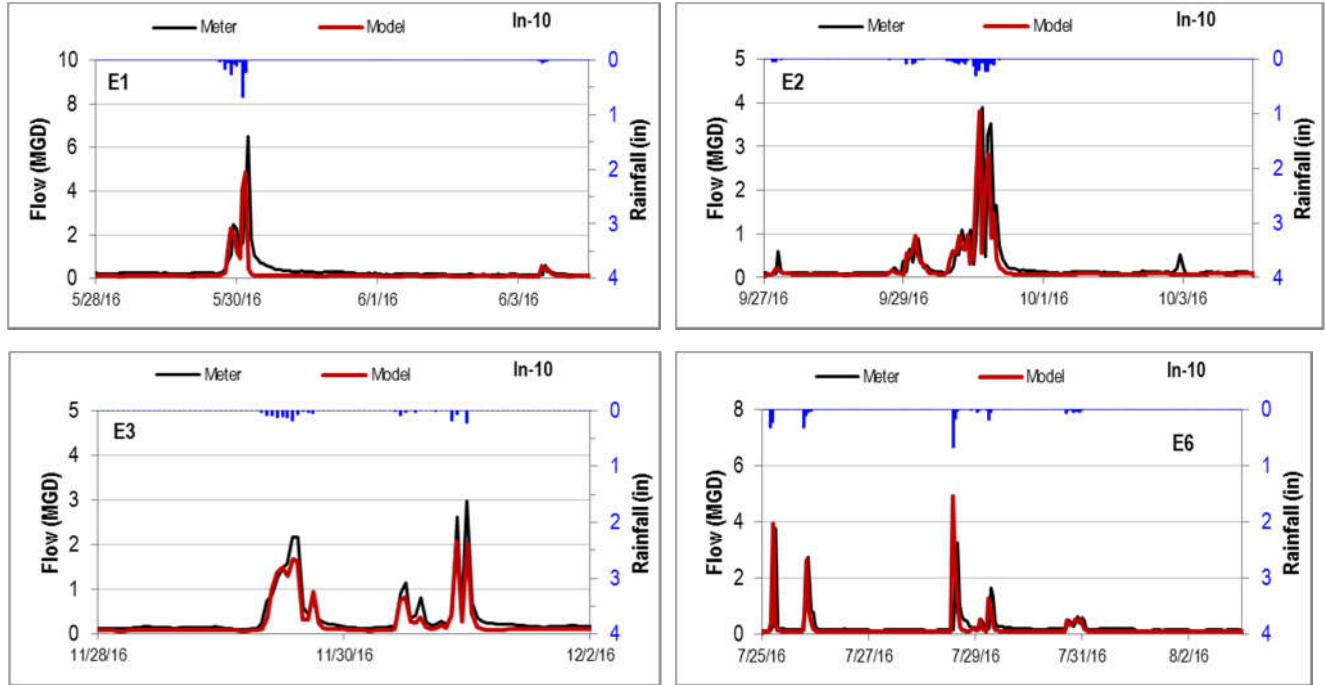 Meter Model In-10
E1
Flow (MGD)
10
8
6
4
2
0
Rainfall (in)
0
1
2
3
4
5/28/16 5/30/16 6/1/16 6/3/16
Meter Model In-10
E2
Flow (MGD)
5
4
3
2
1
0
Rainfall (in)
0
1
2
3
4
9/27/16 9/29/16 10/1/16 10/3/16
Meter Model In-10
E3
Flow (MGD)
5
4
3
2
1
0
Rainfall (in)
0
1
2
3
4
11/28/16 11/30/16 12/2/16
Meter Model In-10
E6
Flow (MGD)
8
6
4
2
0
Rainfall (in)
0
1
2
3
4
7/25/16 7/27/16 7/29/16 7/31/16 8/2/16